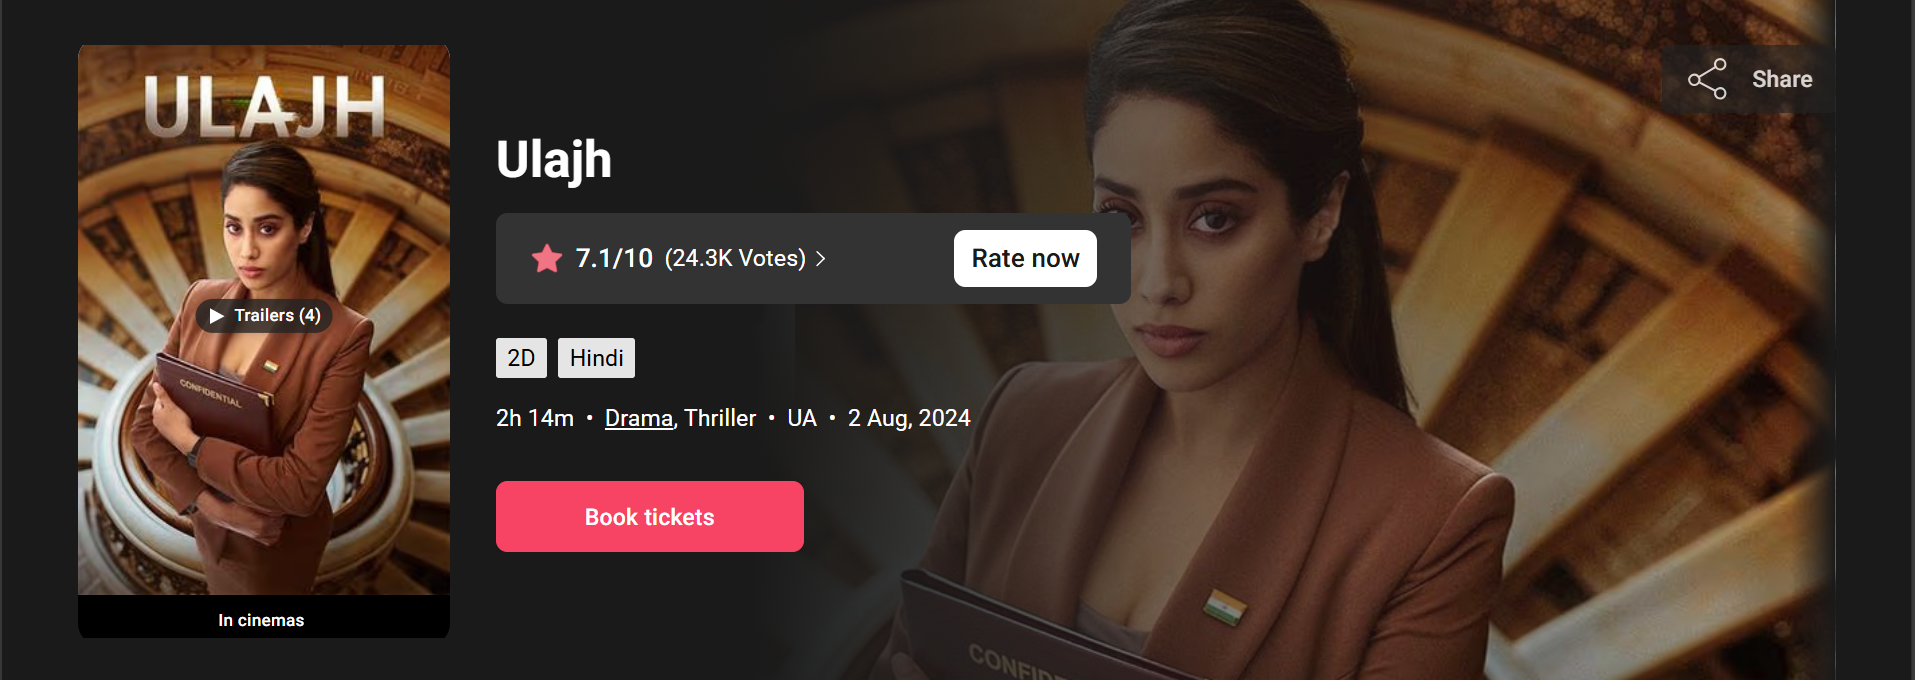 ULAJH
Trailers (4)
CONFIDENTIAL
In cinemas
Ulajh
7.1/10 (24.3K Votes)
Rate now
2D Hindi
2h 14m • Drama, Thriller • UA • 2 Aug, 2024
Book tickets
Share
CONFIDE